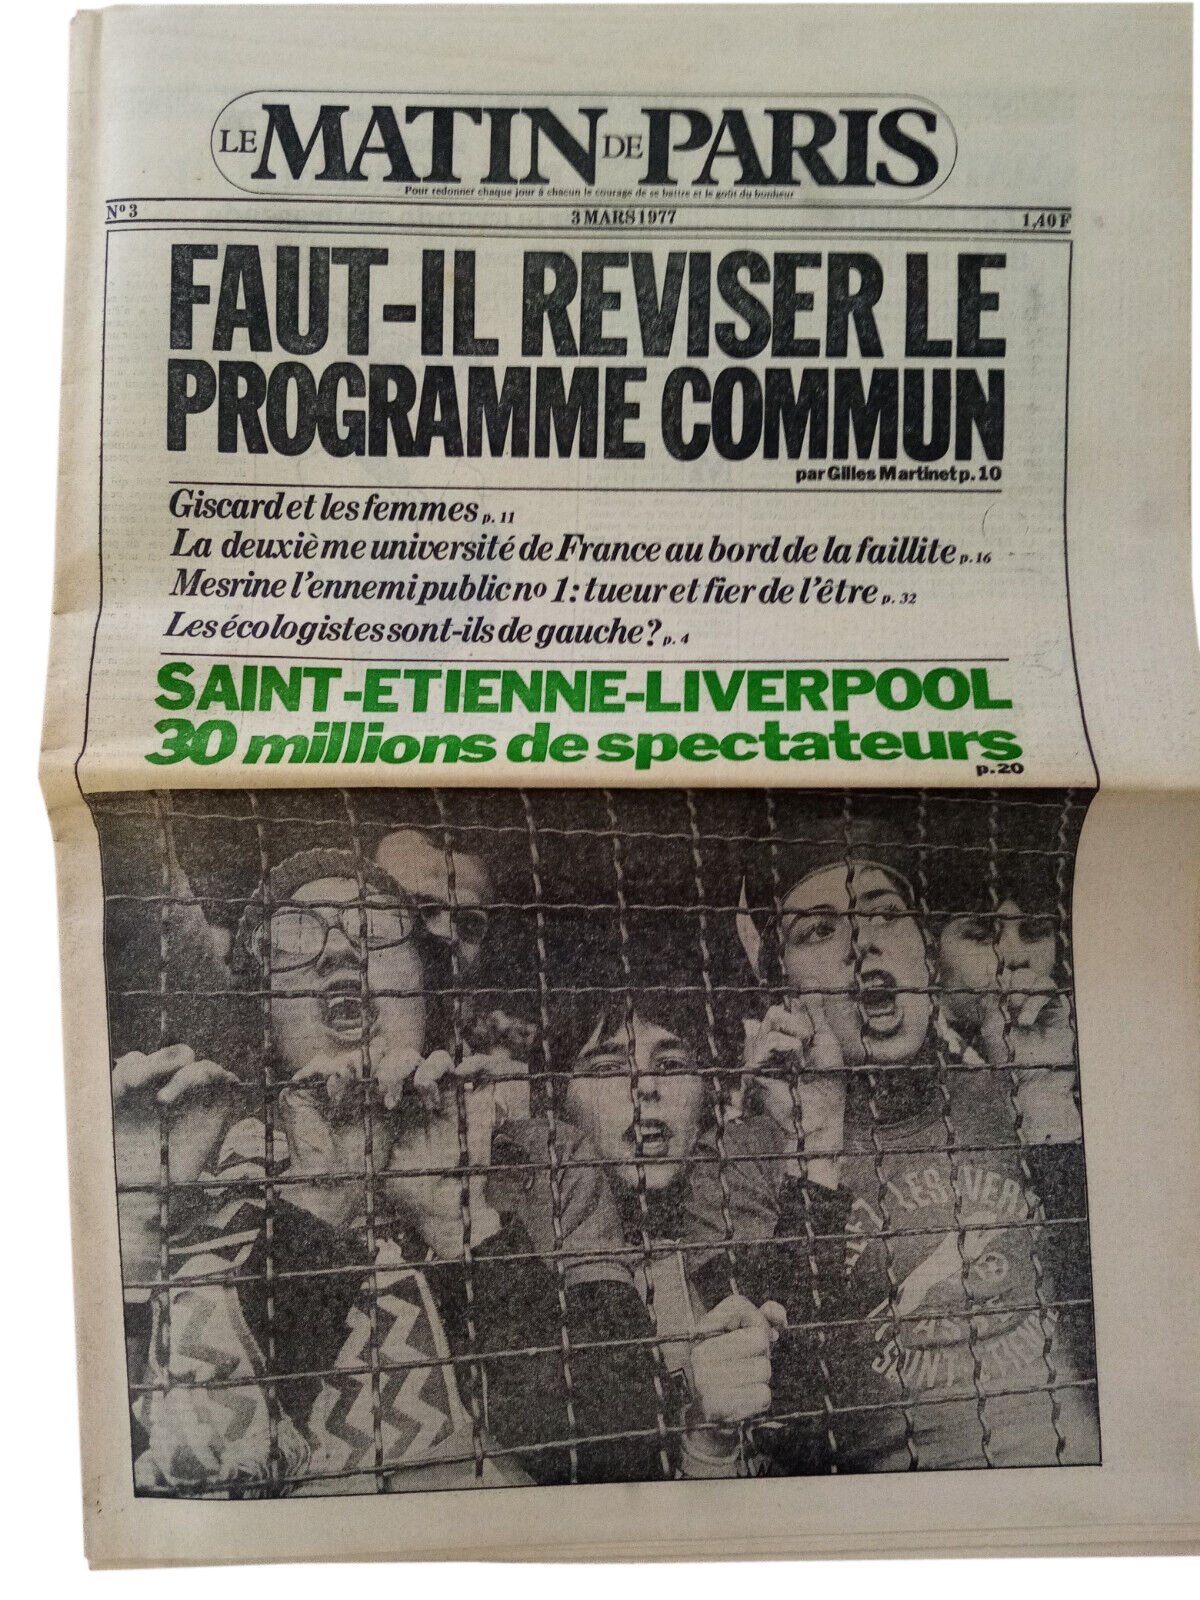 LE MATIN DE PARIS
Pour redonner chaque jour à chacun le courage de se battre et le goût du bonheur
Nº 3 3 MARS 1977 1,40 F
FAUT-IL REVISER LE
PROGRAMME COMMUN
par Gilles Martinet p. 10
Giscard et les femmes p. 11
La deuxième université de France au bord de la faillite p. 16
Mesrine l'ennemi public nº 1: tueur et fier de l'être p. 32
Les écologistes sont-ils de gauche? p. 4
SAINT-ETIENNE-LIVERPOOL
30 millions de spectateurs
p. 20
LES VERTS